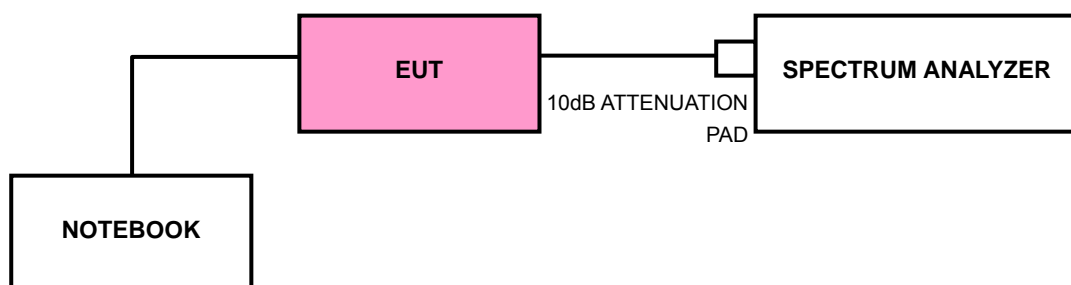 EUT
SPECTRUM ANALYZER
10dB ATTENUATION
PAD
NOTEBOOK